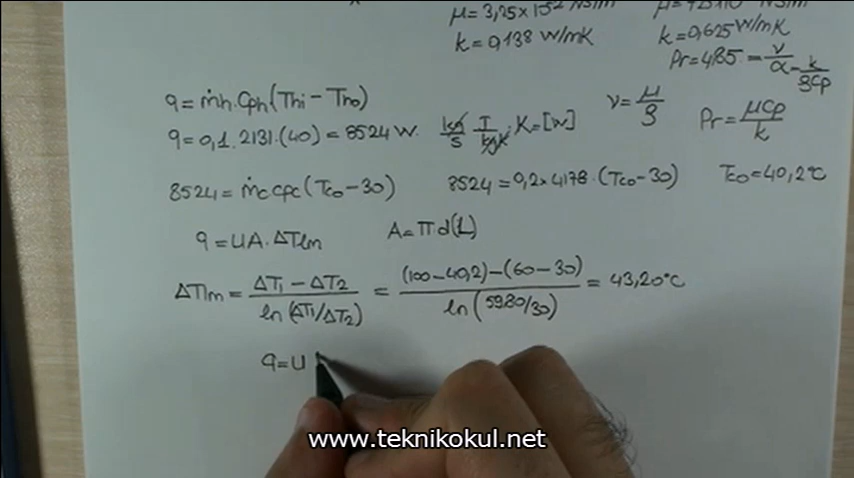 μ = 3,25×10⁻² Ns/m
k = 0,138 W/mK
k = 0,625 W/mK
Pr = 4,85 = ν/α → k/ρcp
q = ṁh.Cph(Thi − Tho)
q = 0,1.2131.(40) = 8524 W. kg/s J/kgK . K = [W]
ν = μ/ρ
Pr = μcp/k
8524 = ṁc cpc (Tco − 30)
8524 = 0,2×4178.(Tco − 30)
Tco = 40,2°C
q = UA.ΔTlm
A = πd(L)
ΔTlm = ΔT1 − ΔT2 / ln(ΔT1/ΔT2) = (100−40,2)−(60−30) / ln(59.80/30) = 43,20°C
q = U
www.teknikokul.net